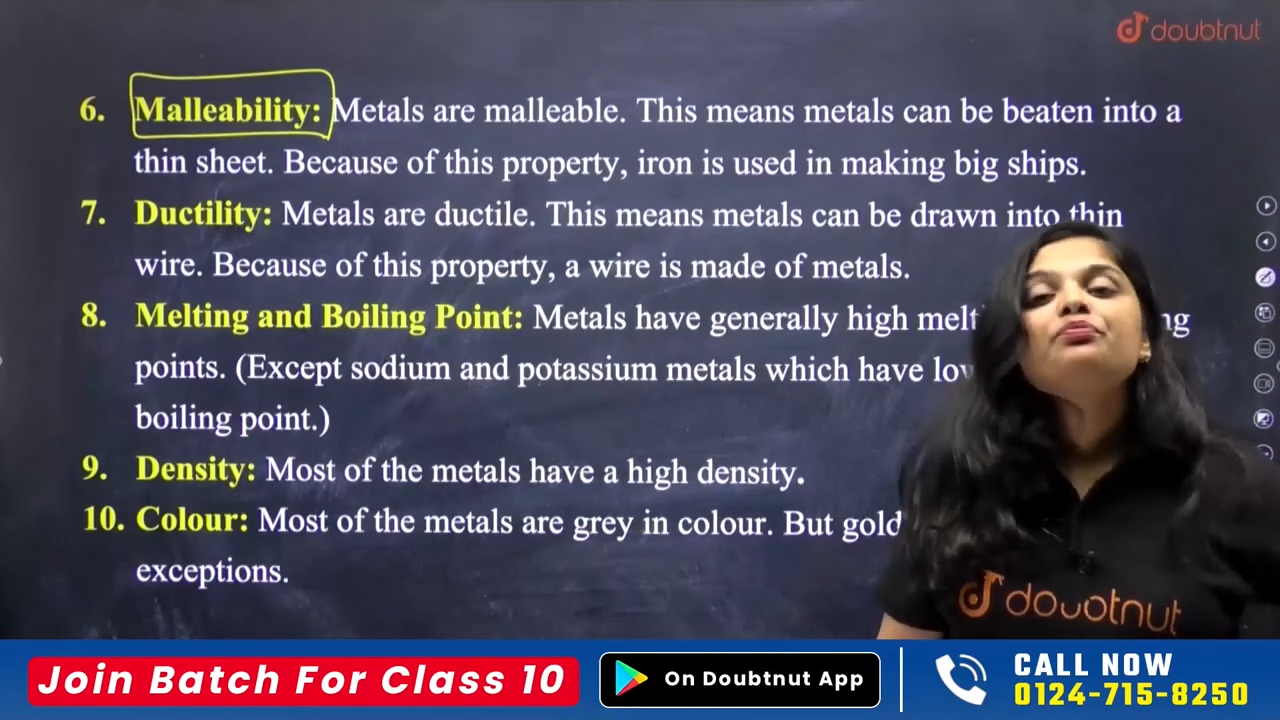 doubtnut
6. Malleability: Metals are malleable. This means metals can be beaten into a
thin sheet. Because of this property, iron is used in making big ships.
7. Ductility: Metals are ductile. This means metals can be drawn into thin
wire. Because of this property, a wire is made of metals.
8. Melting and Boiling Point: Metals have generally high
points. (Except sodium and potassium metals which have
boiling point.)
9. Density: Most of the metals have a high density.
10. Colour: Most of the metals are grey in colour. But gold
exceptions.
doubtnut
Join Batch For Class 10
On Doubtnut App
CALL NOW
0124-715-8250